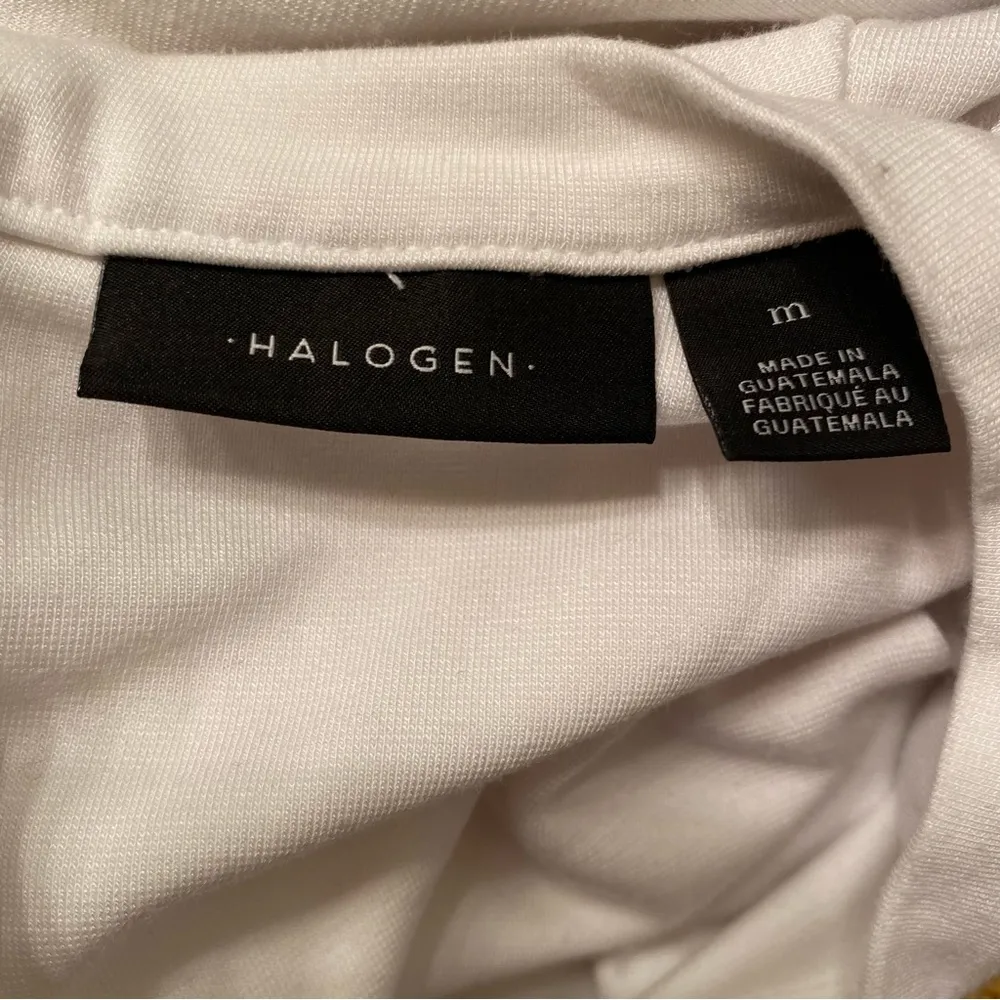 ·HALOGEN·
m
MADE IN
GUATEMALA
FABRIQUÉ AU
GUATEMALA